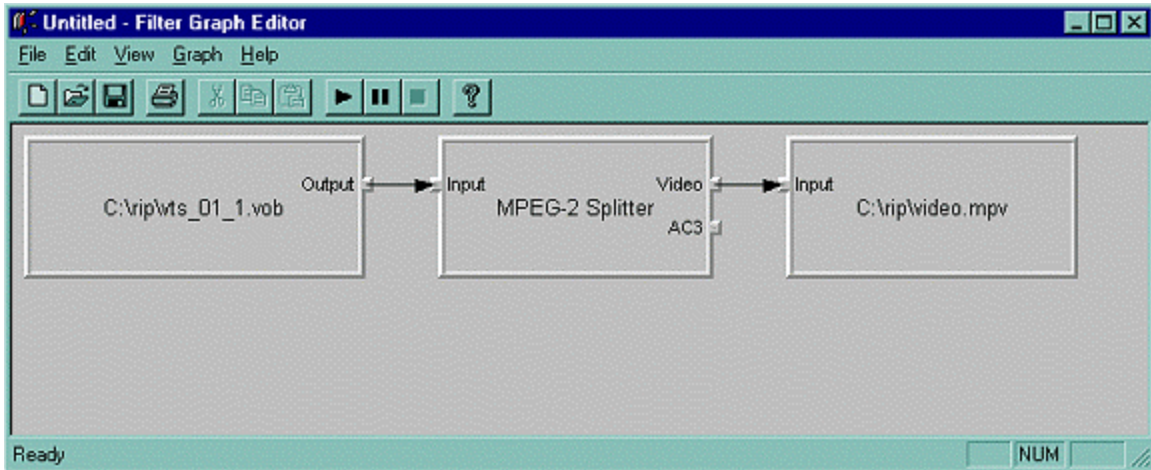 Untitled - Filter Graph Editor
File Edit View Graph Help
Output Input Video Input
C:\rip\vts_01_1.vob MPEG-2 Splitter C:\rip\video.mpv
AC3
Ready NUM